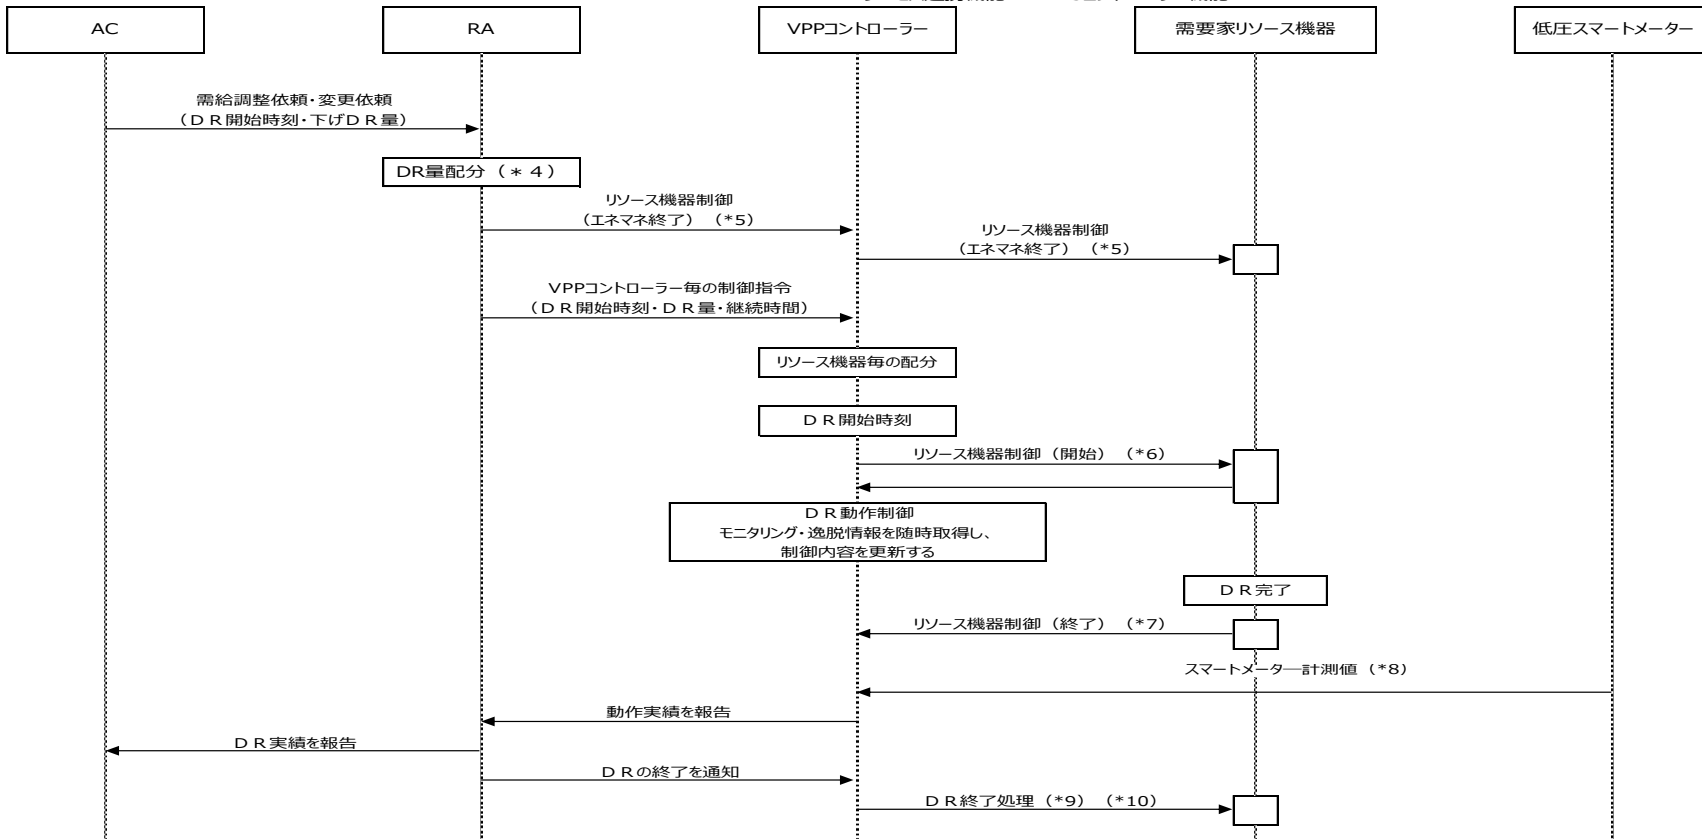 AC
RA
VPPコントローラー
需要家リソース機器
低圧スマートメーター
需給調整依頼・変更依頼
（ＤＲ開始時刻・下げＤＲ量）
DR量配分（＊４）
リソース機器制御
（エネマネ終了）（*5）
リソース機器制御
（エネマネ終了）（*5）
VPPコントローラー毎の制御指令
（ＤＲ開始時刻・ＤＲ量・継続時間）
リソース機器毎の配分
ＤＲ開始時刻
リソース機器制御（開始）（*6）
ＤＲ動作制御
モニタリング・逸脱情報を随時取得し、
制御内容を更新する
ＤＲ完了
リソース機器制御（終了）（*7）
スマートメーター計測値（*8）
動作実績を報告
ＤＲ実績を報告
ＤＲの終了を通知
ＤＲ終了処理（*9）（*10）